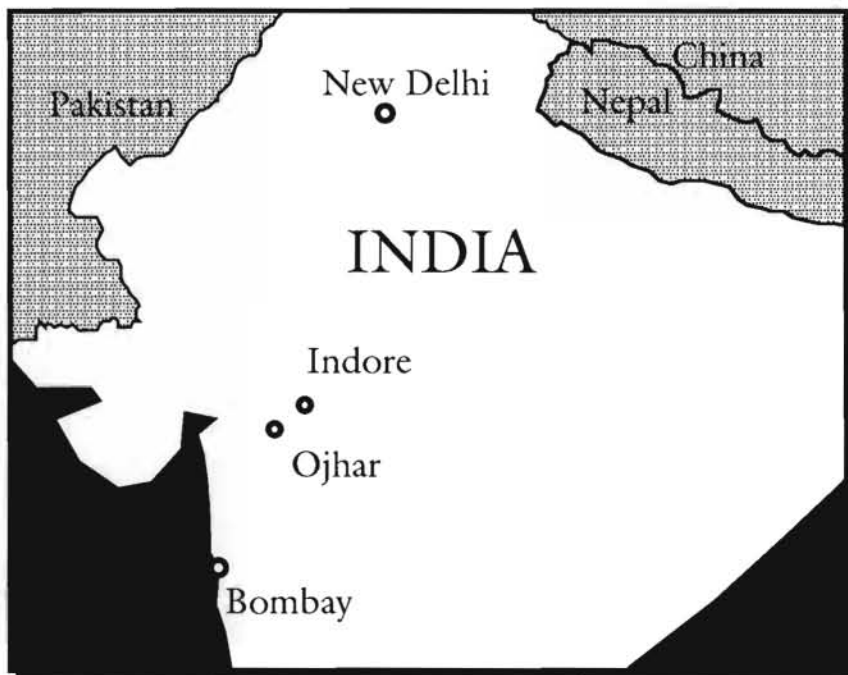 China
New Delhi
Pakistan
Nepal
INDIA
Indore
Ojhar
Bombay